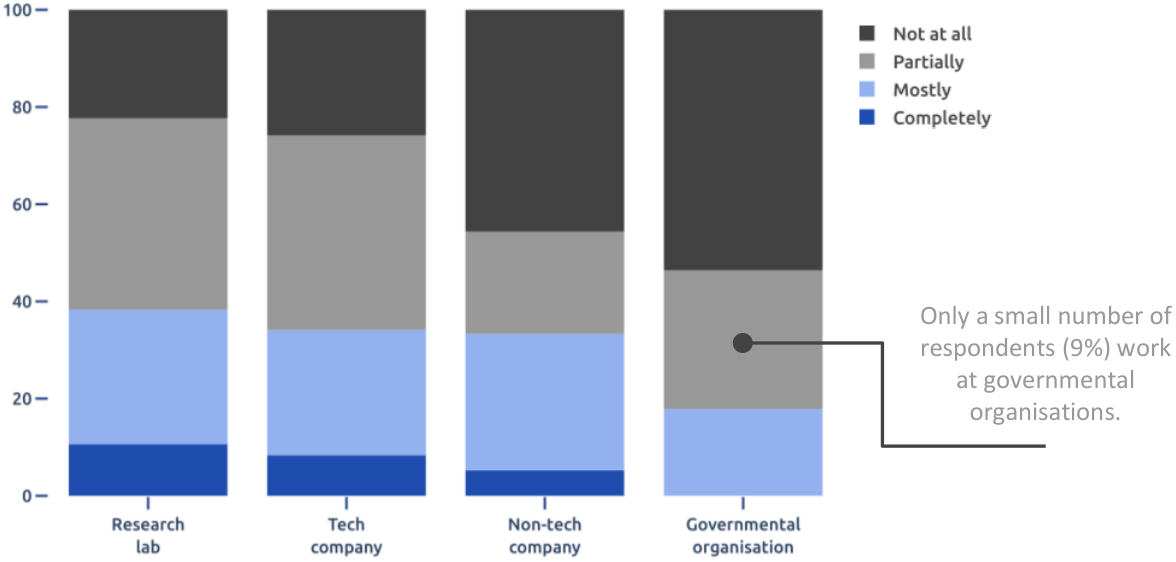 100
80
60
40
20
0
Not at all
Partially
Mostly
Completely
Only a small number of
respondents (9%) work
at governmental
organisations.
Research
lab
Tech
company
Non-tech
company
Governmental
organisation